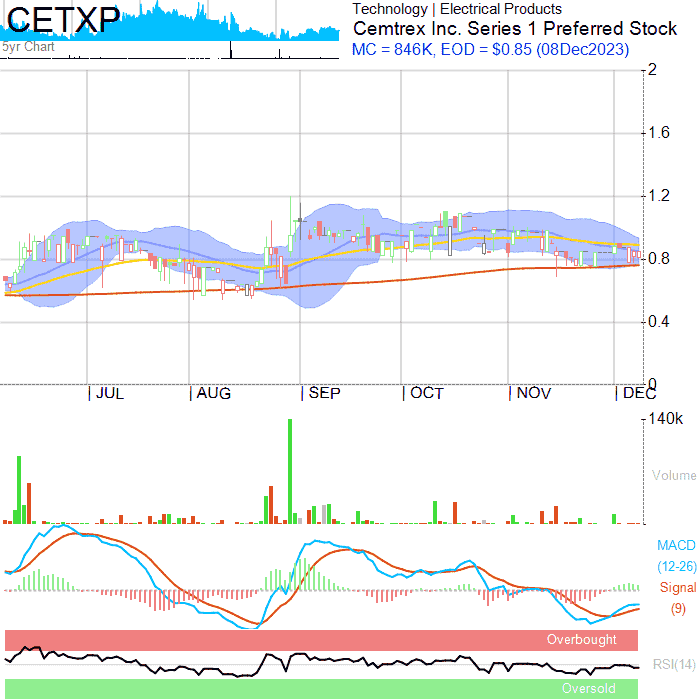 CETXP
5yr Chart
Technology | Electrical Products
Cemtrex Inc. Series 1 Preferred Stock
MC = 846K, EOD = $0.85 (08Dec2023)
2
1.6
1.2
0.8
0.4
0
JUL
AUG
SEP
OCT
NOV
DEC
140k
Volume
MACD
(12-26)
Signal
(9)
Overbought
RSI(14)
Oversold